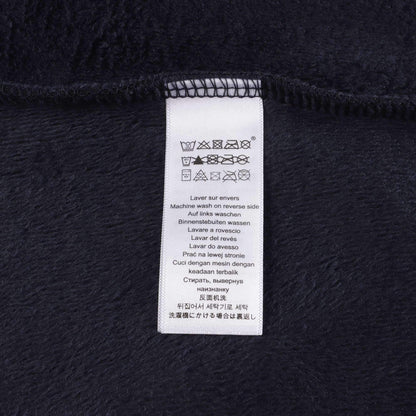 ®
Laver sur envers
Machine wash on reverse side
Auf links waschen
Binnenstebuiten wassen
Lavare a rovescio
Lavar del revés
Lavar do lado invertido
Prać na lewej stronie
Cuci dengan mesin dengan
keadaan terbalik
Стирать, вывернув
наизнанку
反面机洗
뒤집어서 세탁기로 세탁
洗濯機にかける場合は裏返し